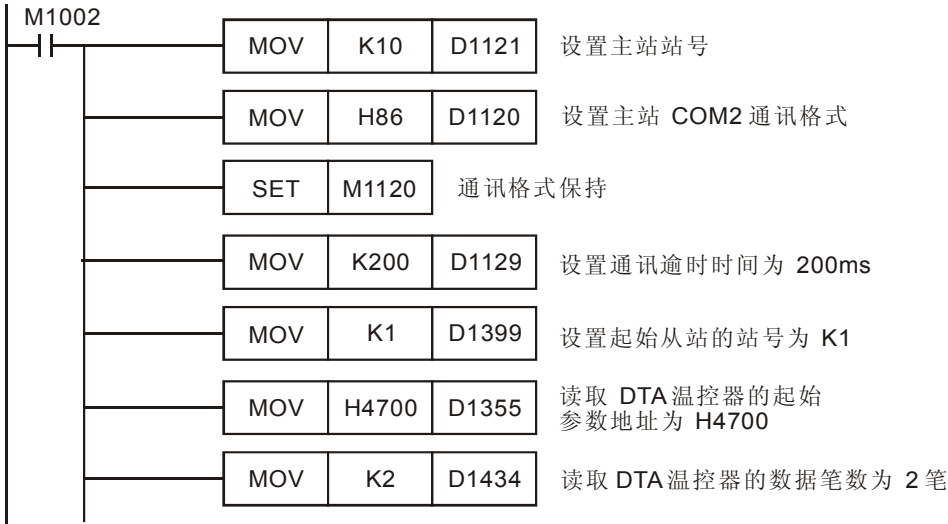 M1002
MOV K10 D1121 设置主站站号
MOV H86 D1120 设置主站 COM2 通讯格式
SET M1120 通讯格式保持
MOV K200 D1129 设置通讯逾时时间为 200ms
MOV K1 D1399 设置起始从站的站号为 K1
MOV H4700 D1355 读取 DTA温控器的起始
参数地址为 H4700
MOV K2 D1434 读取 DTA温控器的数据笔数为 2 笔